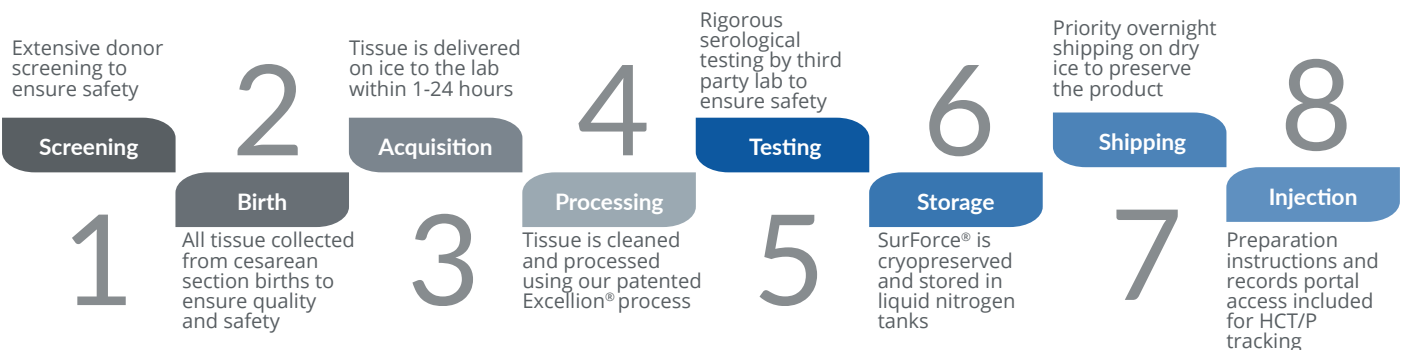 Extensive donor
screening to
ensure safety
Screening
1
2
Birth
All tissue collected
from cesarean
section births to
ensure quality
and safety
Tissue is delivered
on ice to the lab
within 1-24 hours
Acquisition
3
4
Processing
Tissue is cleaned
and processed
using our patented
Excellion® process
Rigorous
serological
testing by third
party lab to
ensure safety
Testing
5
6
Storage
SurForce® is
cryopreserved
and stored in
liquid nitrogen
tanks
Priority overnight
shipping on dry
ice to preserve
the product
Shipping
7
8
Injection
Preparation
instructions and
records portal
access included
for HCT/P
tracking